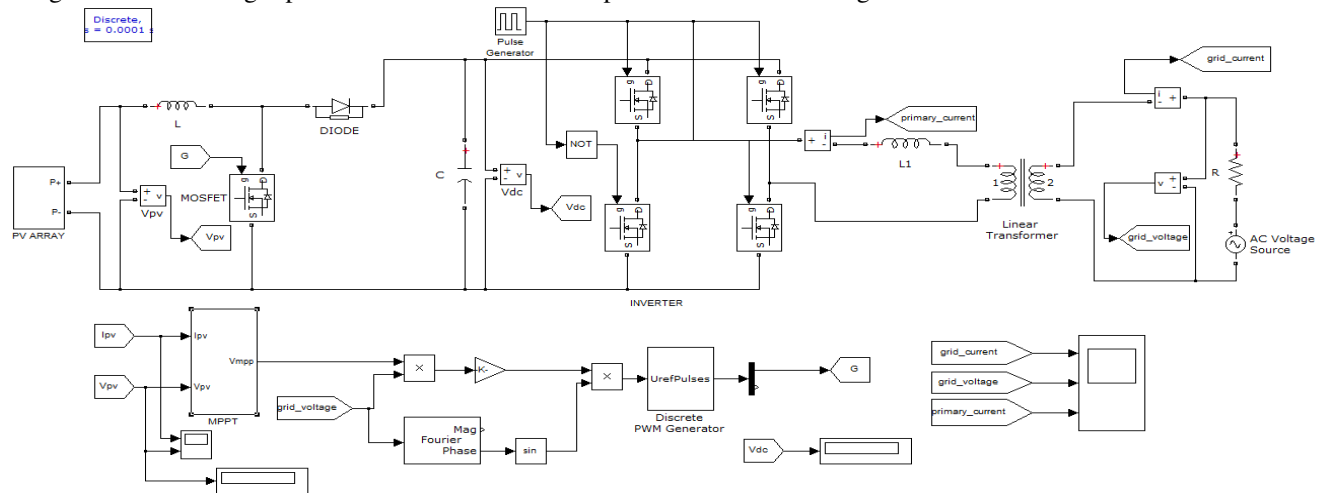 Discrete,
s = 0.0001 s
Pulse
Generator
L
DIODE
G
MOSFET
g
S
P+
P-
PV ARRAY
+
-
v
Vpv
Vpv
C
+
-
v
Vdc
Vdc
NOT
g
S
g
S
g
S
g
S
INVERTER
+
i
-
primary_current
L1
1
2
Linear
Transformer
i
-
+
grid_current
v
+
-
grid_voltage
R
AC Voltage
Source
Ipv
Vpv
Ipv
Vpv
Vmpp
MPPT
grid_voltage
X
-K-
X
Mag
Fourier
Phase
sin
UrefPulses
Discrete
PWM Generator
G
Vdc
grid_current
grid_voltage
primary_current